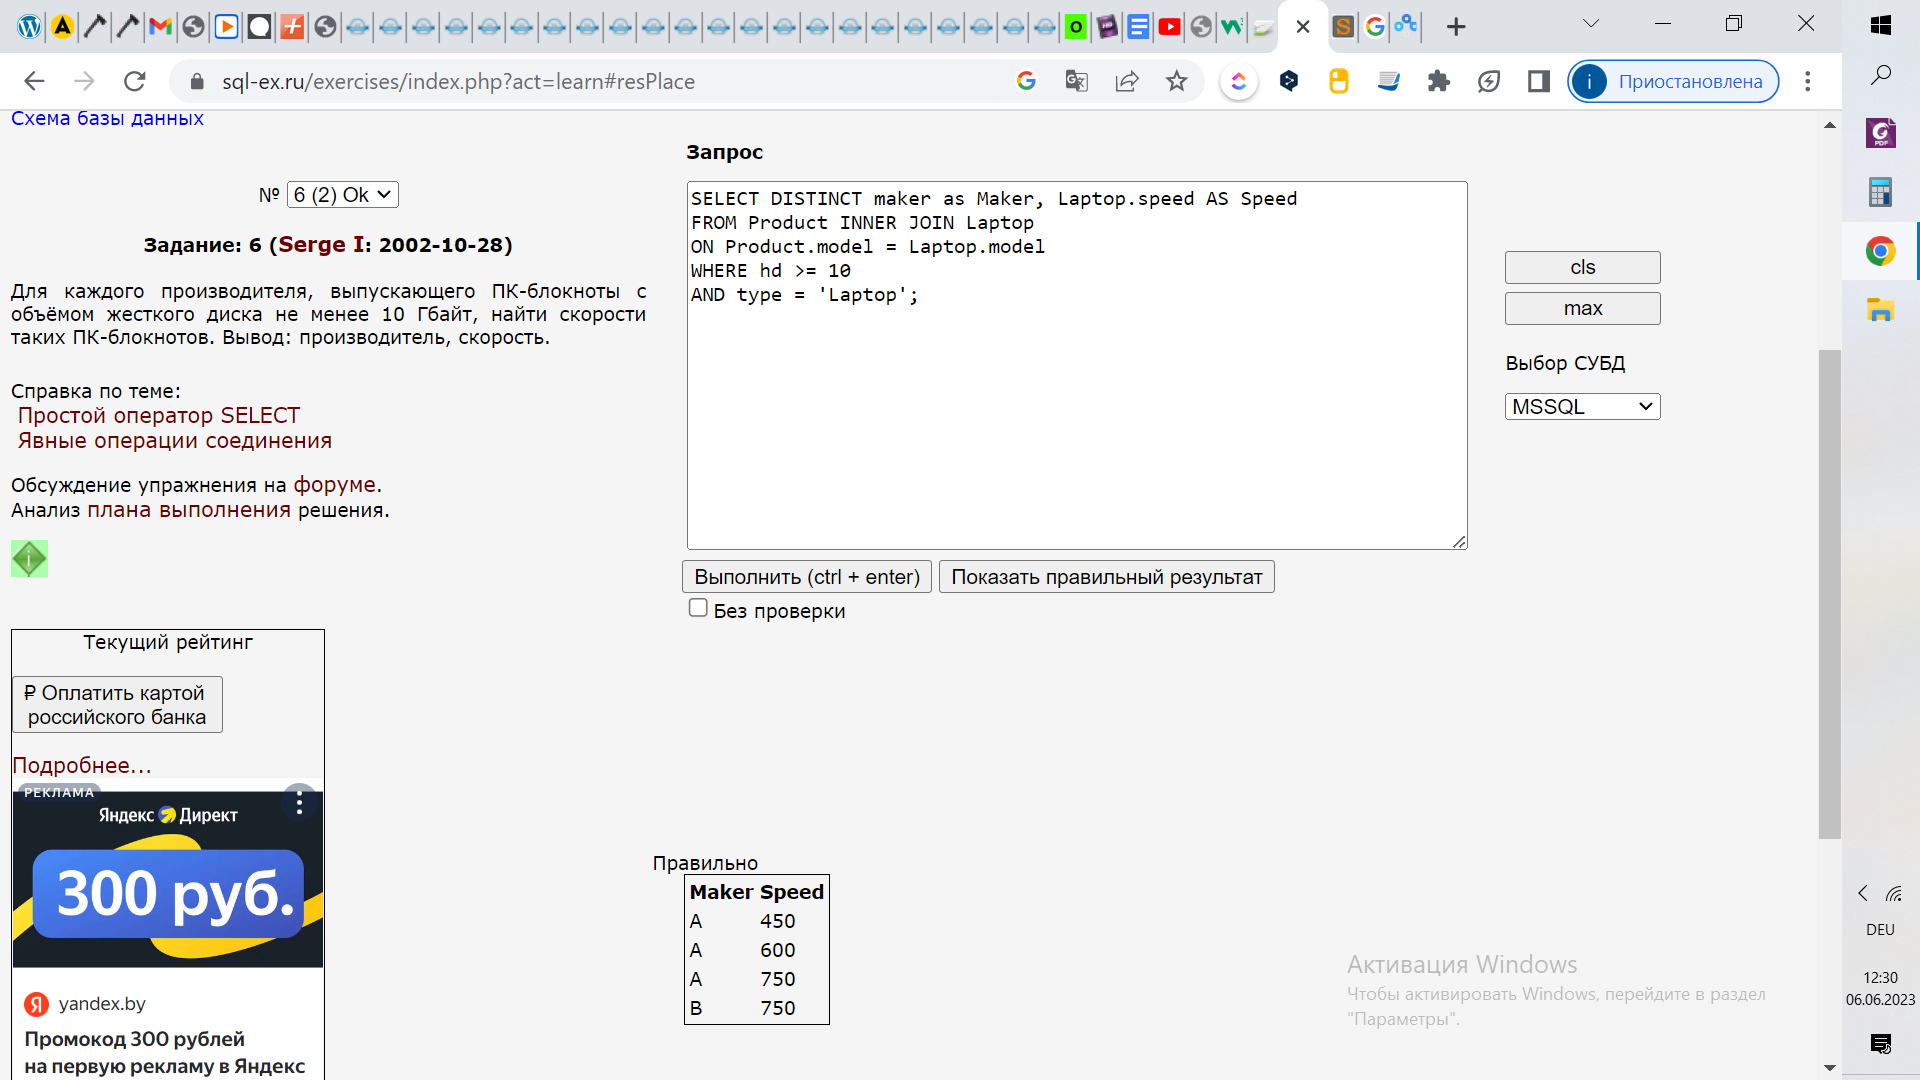 sql-ex.ru/exercises/index.php?act=learn#resPlace
Приостановлена
Схема базы данных
№ 6 (2) Ok
Задание: 6 (Serge I: 2002-10-28)
Для каждого производителя, выпускающего ПК-блокноты с
объёмом жесткого диска не менее 10 Гбайт, найти скорости
таких ПК-блокнотов. Вывод: производитель, скорость.
Справка по теме:
Простой оператор SELECT
Явные операции соединения
Обсуждение упражнения на форуме.
Анализ плана выполнения решения.
Запрос
SELECT DISTINCT maker as Maker, Laptop.speed AS Speed
FROM Product INNER JOIN Laptop
ON Product.model = Laptop.model
WHERE hd >= 10
AND type = 'Laptop';
cls
max
Выбор СУБД
MSSQL
Выполнить (ctrl + enter)
Показать правильный результат
Без проверки
Текущий рейтинг
₽ Оплатить картой
российского банка
Подробнее...
РЕКЛАМА
Яндекс Директ
300 руб.
Я yandex.by
Промокод 300 рублей
на первую рекламу в Яндекс
Правильно
Maker Speed
A 450
A 600
A 750
B 750
Активация Windows
Чтобы активировать Windows, перейдите в раздел
"Параметры".
DEU
12:30
06.06.2023